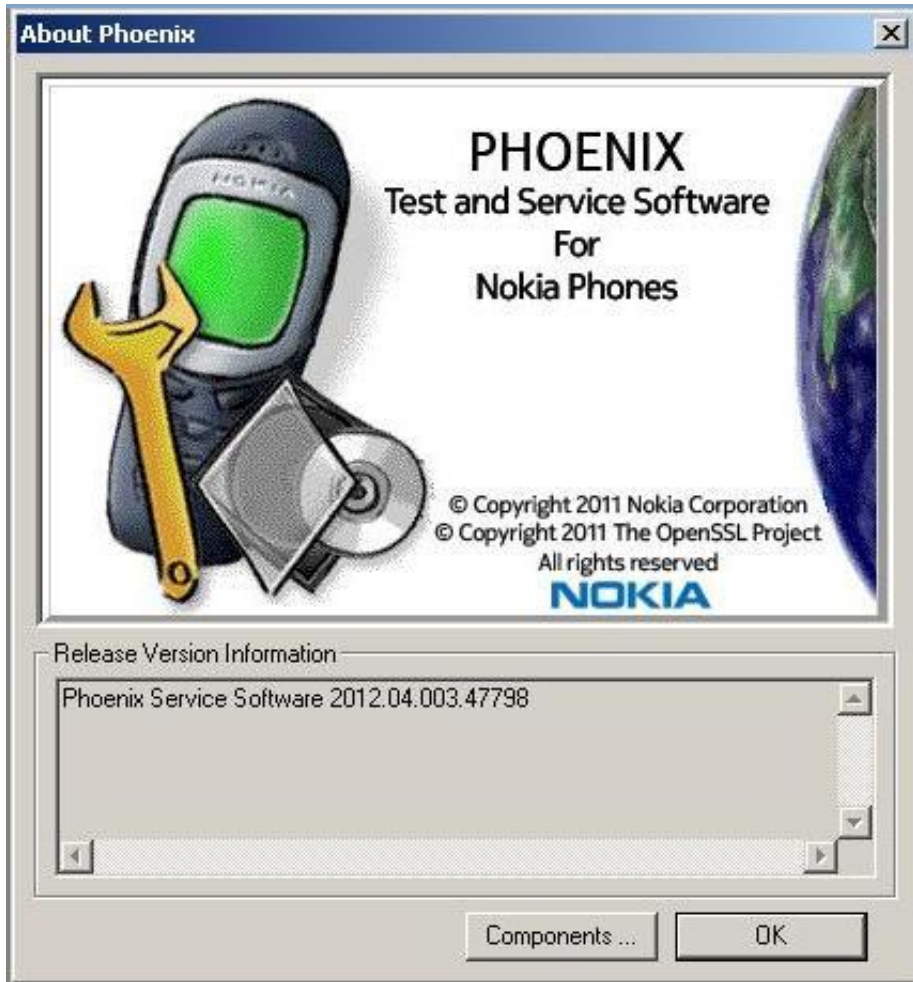 About Phoenix
NOKIA
PHOENIX
Test and Service Software
For
Nokia Phones
© Copyright 2011 Nokia Corporation
© Copyright 2011 The OpenSSL Project
All rights reserved
NOKIA
Release Version Information
Phoenix Service Software 2012.04.003.47798
Components ...
OK